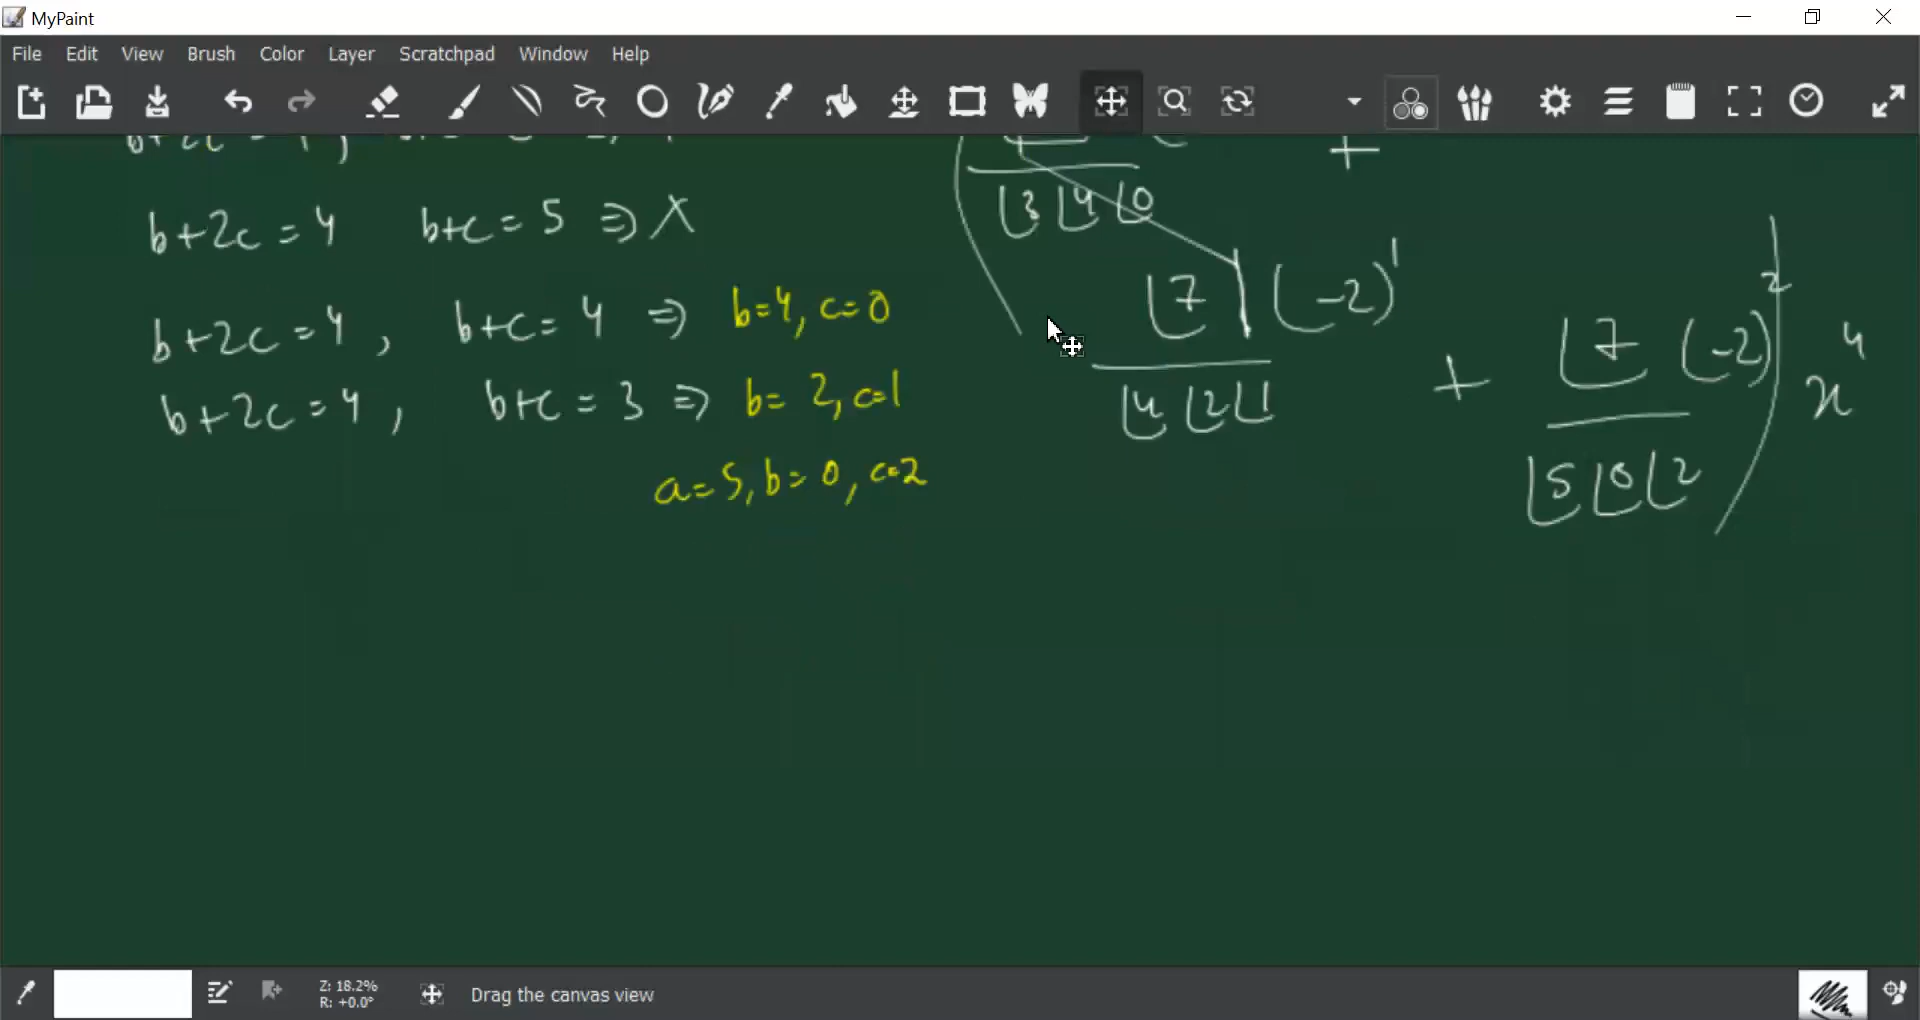 MyPaint
File Edit View Brush Color Layer Scratchpad Window Help
b+2c = 4 b+c = 5 ⇒ X
b+2c = 4, b+c = 4 ⇒ b=4, c=0
b+2c = 4, b+c = 3 ⇒ b= 2, c=1
a= 5, b= 0, c=2
⌊3 ⌊4 ⌊0
+
⌊7 (-2)¹
⌊4 ⌊2 ⌊1
+ ⌊7 (-2)² x⁴
⌊5 ⌊0 ⌊2
Z: 18.2%
R: +0.0°
Drag the canvas view